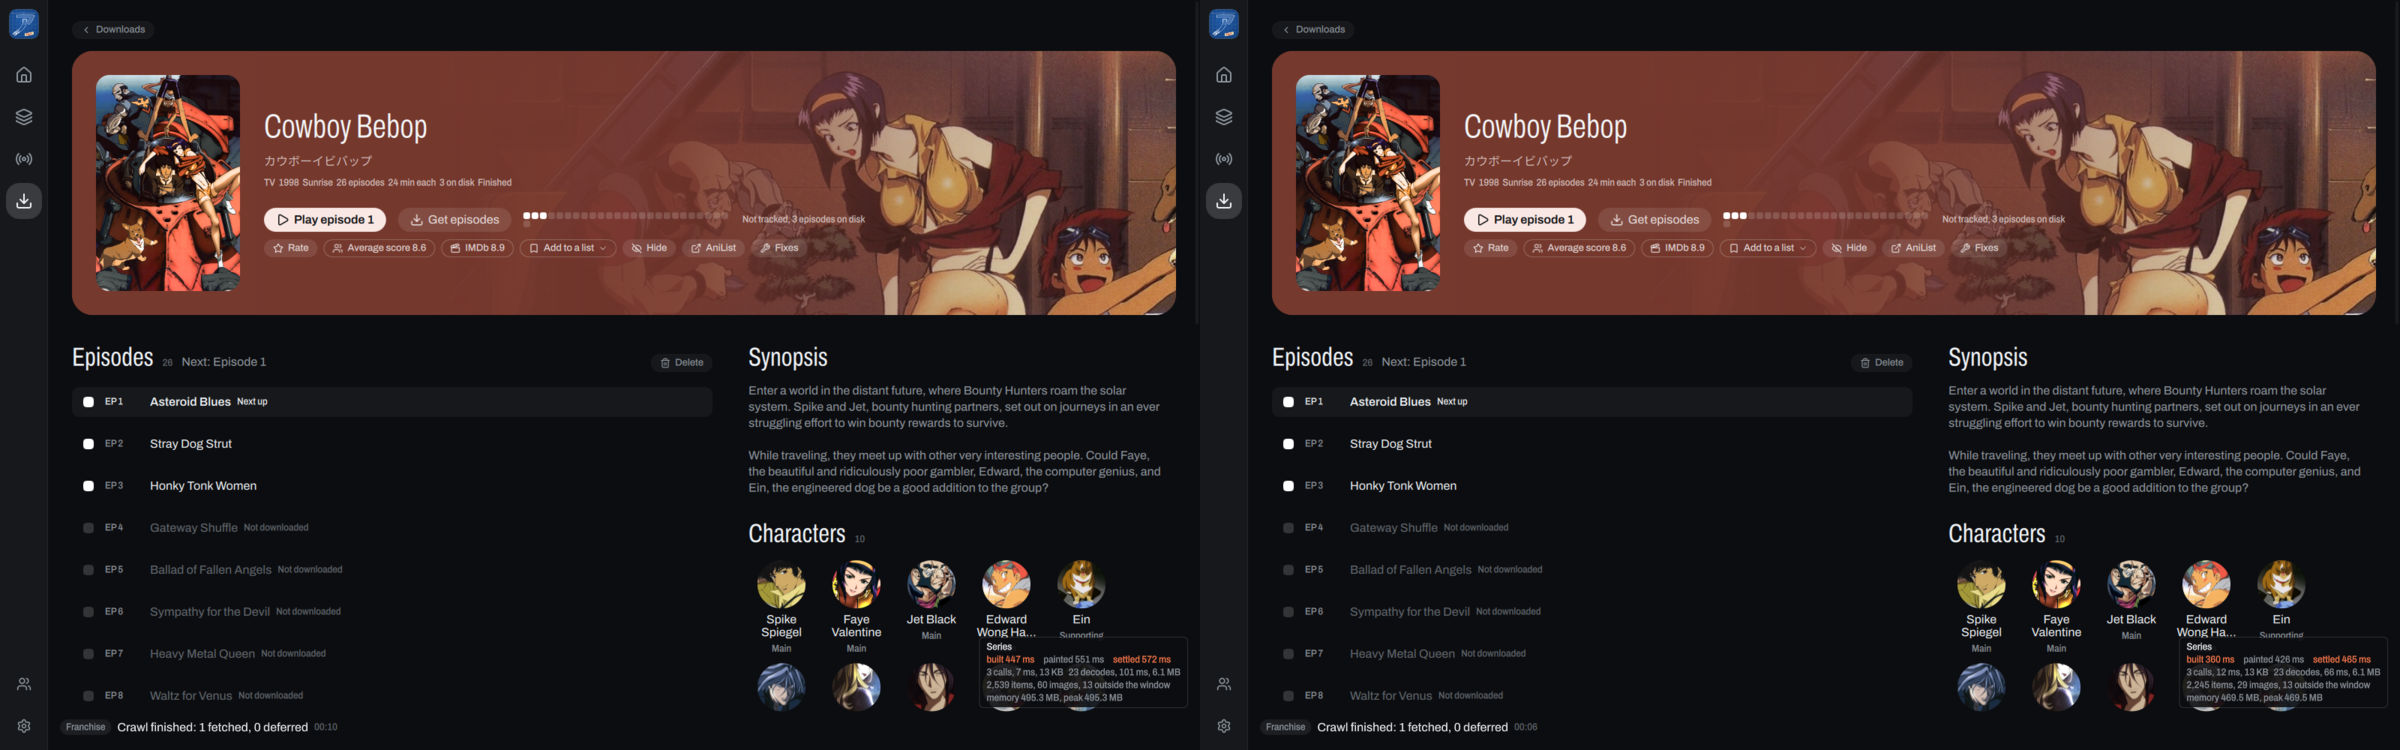 Downloads
Cowboy Bebop
カウボーイビバップ
TV 1998 Sunrise 26 episodes 24 min each 3 on disk Finished
Play episode 1 Get episodes Not tracked, 3 episodes on disk
Rate Average score 8.6 IMDb 8.9 Add to a list Hide AniList Fixes
Episodes 26 Next: Episode 1 Delete
EP1 Asteroid Blues Next up
EP2 Stray Dog Strut
EP3 Honky Tonk Women
EP4 Gateway Shuffle Not downloaded
EP5 Ballad of Fallen Angels Not downloaded
EP6 Sympathy for the Devil Not downloaded
EP7 Heavy Metal Queen Not downloaded
EP8 Waltz for Venus Not downloaded
Synopsis
Enter a world in the distant future, where Bounty Hunters roam the solar
system. Spike and Jet, bounty hunting partners, set out on journeys in an ever
struggling effort to win bounty rewards to survive.
While traveling, they meet up with other very interesting people. Could Faye,
the beautiful and ridiculously poor gambler, Edward, the computer genius, and
Ein, the engineered dog be a good addition to the group?
Characters 10
Spike Spiegel
Main
Faye Valentine
Main
Jet Black
Main
Edward Wong Ha...
Ein
Supporting
Series
built 447 ms painted 551 ms settled 572 ms
3 calls, 7 ms, 13 KB 23 decodes, 101 ms, 6.1 MB
2,539 items, 60 images, 13 outside the window
memory 495.3 MB, peak 495.3 MB
Franchise Crawl finished: 1 fetched, 0 deferred 00:10
Downloads
Cowboy Bebop
カウボーイビバップ
TV 1998 Sunrise 26 episodes 24 min each 3 on disk Finished
Play episode 1 Get episodes Not tracked, 3 episodes on disk
Rate Average score 8.6 IMDb 8.9 Add to a list Hide AniList Fixes
Episodes 26 Next: Episode 1 Delete
EP1 Asteroid Blues Next up
EP2 Stray Dog Strut
EP3 Honky Tonk Women
EP4 Gateway Shuffle Not downloaded
EP5 Ballad of Fallen Angels Not downloaded
EP6 Sympathy for the Devil Not downloaded
EP7 Heavy Metal Queen Not downloaded
EP8 Waltz for Venus Not downloaded
Synopsis
Enter a world in the distant future, where Bounty Hunters roam the solar
system. Spike and Jet, bounty hunting partners, set out on journeys in an ever
struggling effort to win bounty rewards to survive.
While traveling, they meet up with other very interesting people. Could Faye,
the beautiful and ridiculously poor gambler, Edward, the computer genius, and
Ein, the engineered dog be a good addition to the group?
Characters 10
Spike Spiegel
Main
Faye Valentine
Main
Jet Black
Main
Edward Wong Ha...
Ein
Supporting
Series
built 360 ms painted 426 ms settled 465 ms
3 calls, 12 ms, 13 KB 23 decodes, 66 ms, 6.1 MB
2,245 items, 29 images, 13 outside the window
memory 469.5 MB, peak 469.5 MB
Franchise Crawl finished: 1 fetched, 0 deferred 00:06